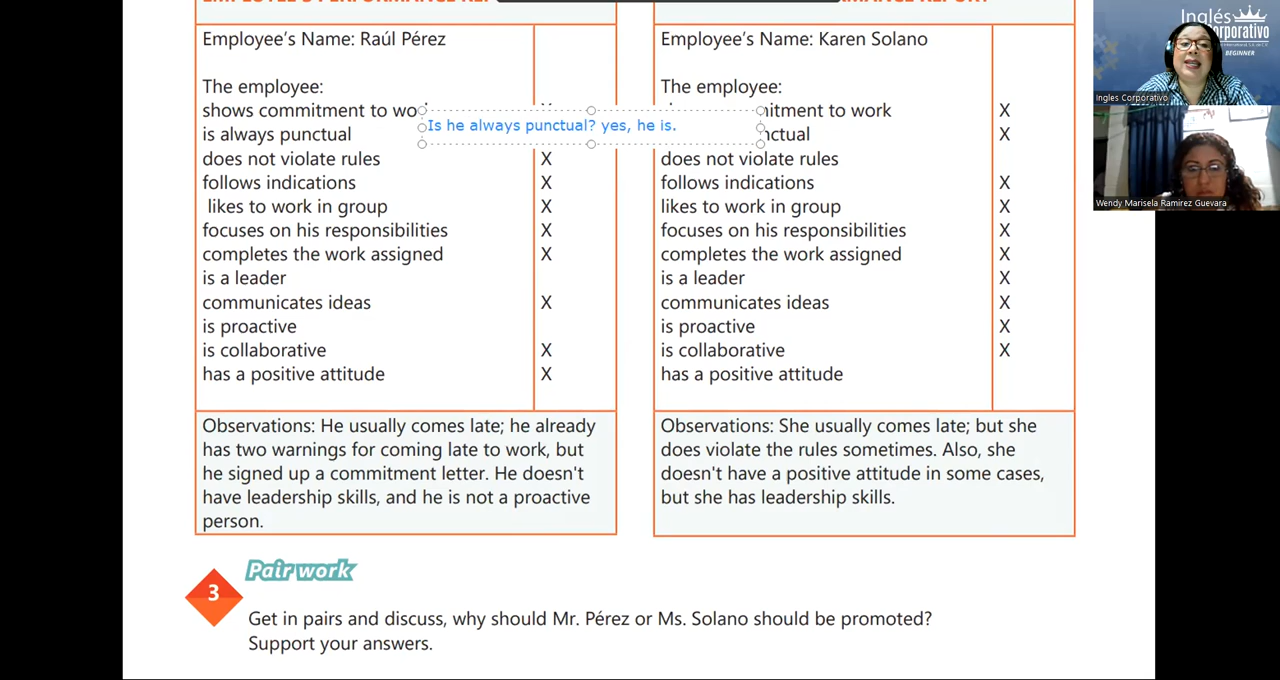 Employee's Name: Raúl Pérez
The employee:
shows commitment to wo
is always punctual
does not violate rules X
follows indications X
likes to work in group X
focuses on his responsibilities X
completes the work assigned X
is a leader
communicates ideas X
is proactive
is collaborative X
has a positive attitude X
Observations: He usually comes late; he already
has two warnings for coming late to work, but
he signed up a commitment letter. He doesn't
have leadership skills, and he is not a proactive
person.
Is he always punctual? yes, he is.
Employee's Name: Karen Solano
The employee:
mitment to work X
nctual X
does not violate rules
follows indications X
likes to work in group X
focuses on his responsibilities X
completes the work assigned X
is a leader X
communicates ideas X
is proactive X
is collaborative X
has a positive attitude
Observations: She usually comes late; but she
does violate the rules sometimes. Also, she
doesn't have a positive attitude in some cases,
but she has leadership skills.
3
Pair work
Get in pairs and discuss, why should Mr. Pérez or Ms. Solano should be promoted?
Support your answers.
Inglés
Corporativo
BEGINNER
Ingles Corporativo
Wendy Marisela Ramirez Guevara